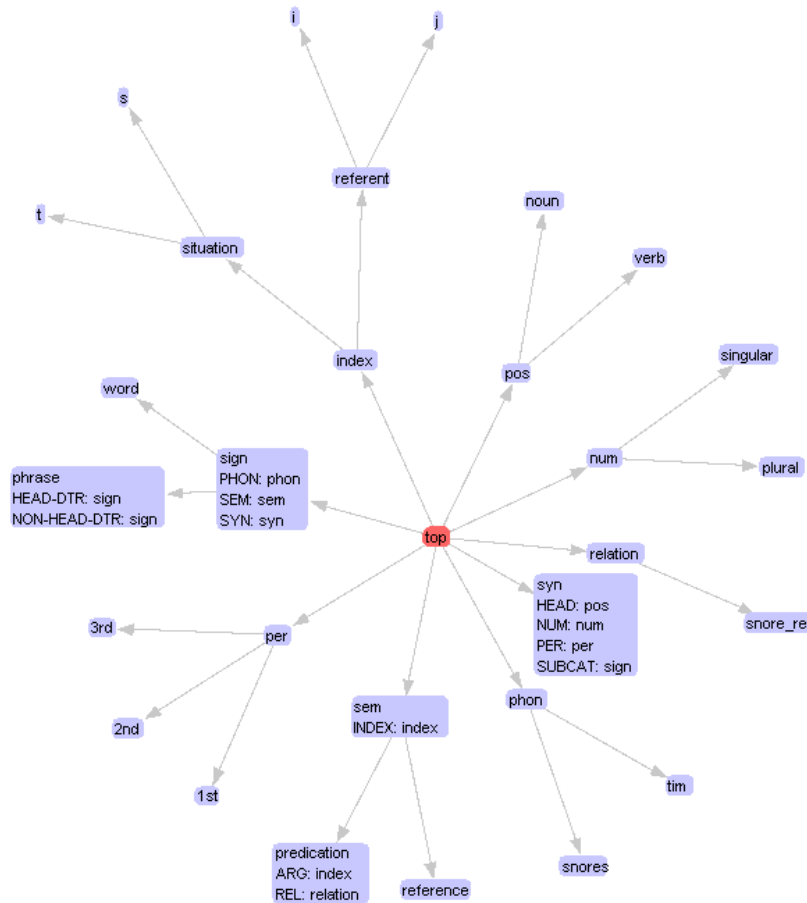 i
j
s
referent
noun
t
situation
verb
index
pos
singular
word
sign
PHON: phon
SEM: sem
SYN: syn
num
plural
phrase
HEAD-DTR: sign
NON-HEAD-DTR: sign
top
relation
syn
HEAD: pos
NUM: num
PER: per
SUBCAT: sign
snore_re
3rd
per
sem
INDEX: index
phon
2nd
1st
tim
predication
ARG: index
REL: relation
reference
snores